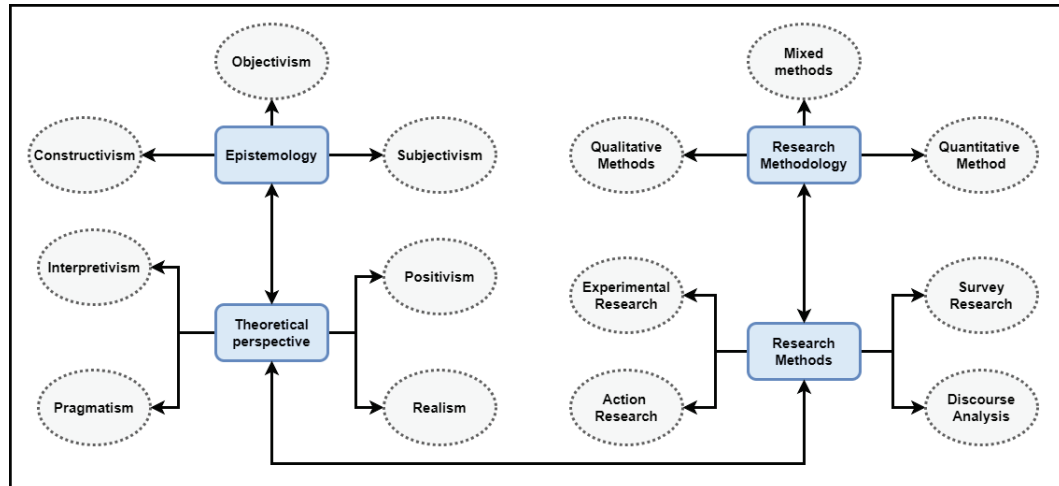 Objectivism
Constructivism
Epistemology
Subjectivism
Interpretivism
Positivism
Theoretical
perspective
Pragmatism
Realism
Mixed
methods
Qualitative
Methods
Research
Methodology
Quantitative
Method
Experimental
Research
Survey
Research
Research
Methods
Action
Research
Discourse
Analysis